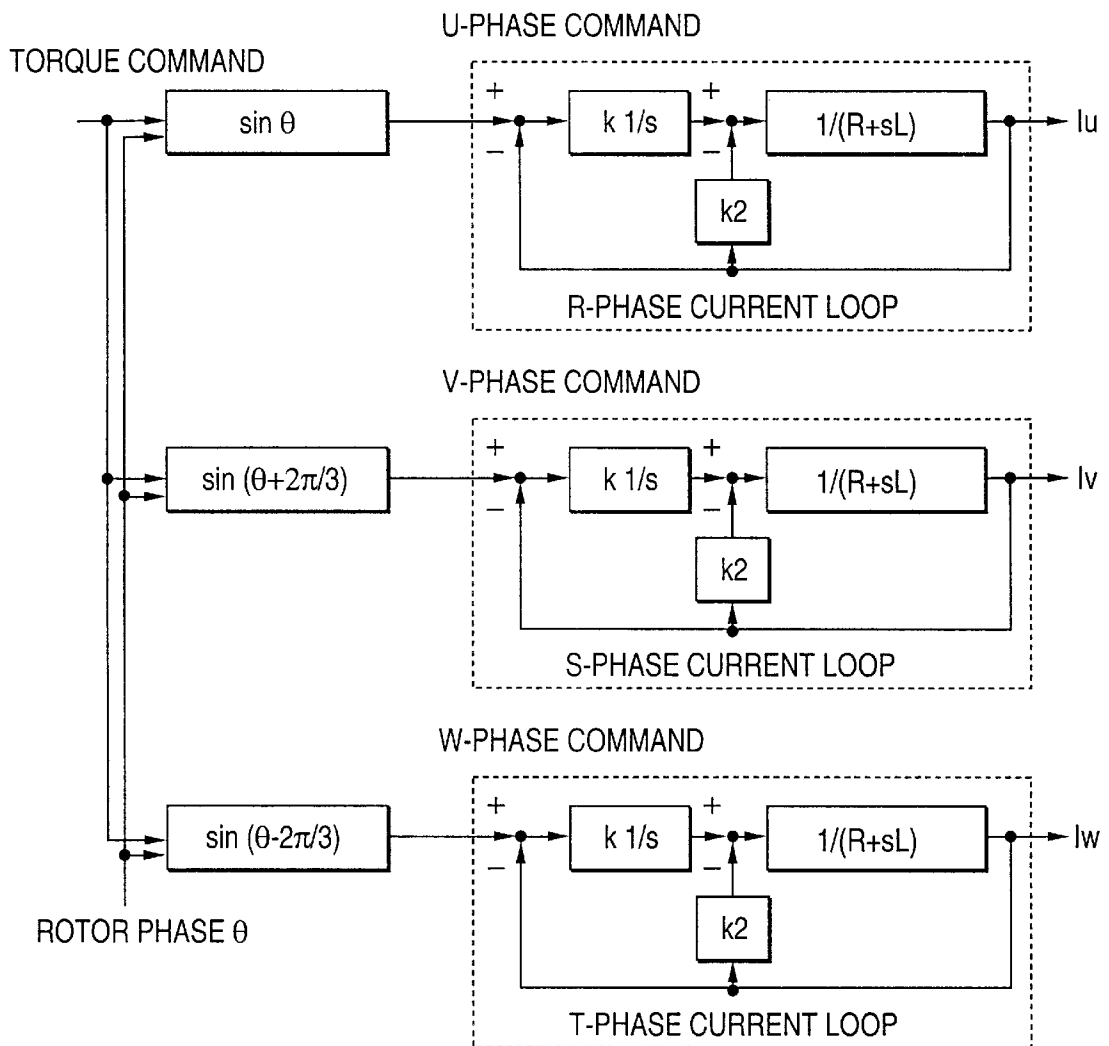 U-PHASE COMMAND
TORQUE COMMAND
sin θ
+
−
k 1/s
+
−
1/(R+sL)
Iu
k2
R-PHASE CURRENT LOOP
V-PHASE COMMAND
sin (θ+2π/3)
+
−
k 1/s
+
−
1/(R+sL)
Iv
k2
S-PHASE CURRENT LOOP
W-PHASE COMMAND
sin (θ-2π/3)
+
−
k 1/s
+
−
1/(R+sL)
Iw
k2
ROTOR PHASE θ
T-PHASE CURRENT LOOP